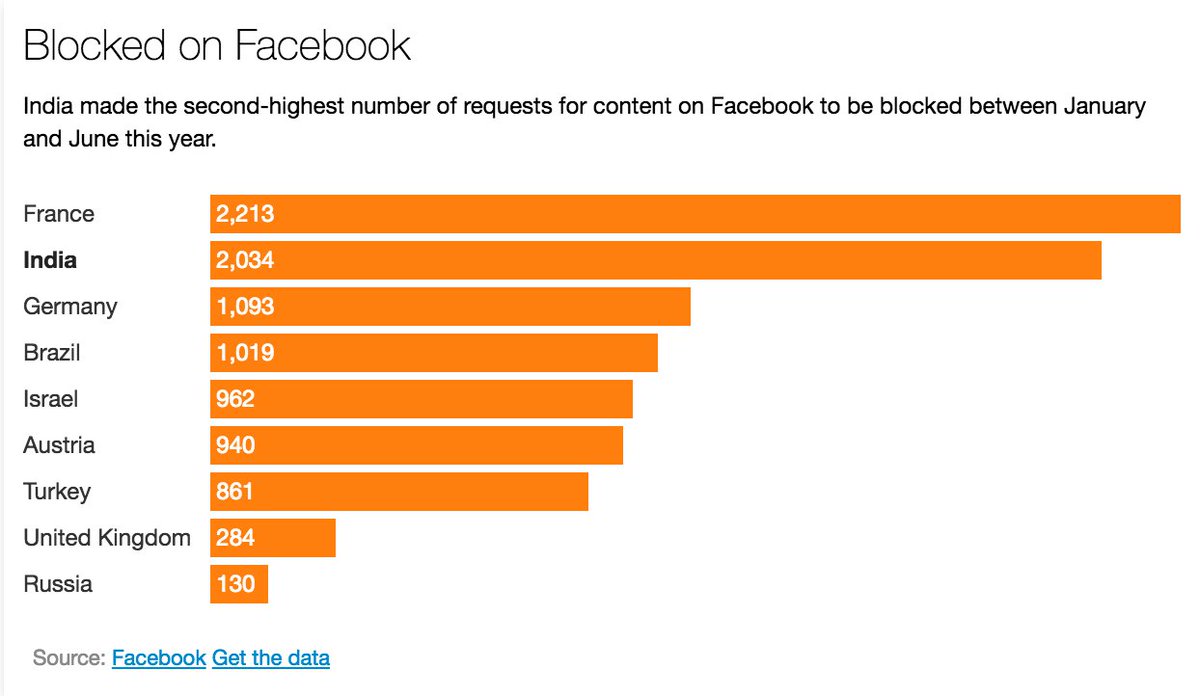 Blocked on Facebook
India made the second-highest number of requests for content on Facebook to be blocked between January
and June this year.
France 2,213
India 2,034
Germany 1,093
Brazil 1,019
Israel 962
Austria 940
Turkey 861
United Kingdom 284
Russia 130
Source: Facebook Get the data